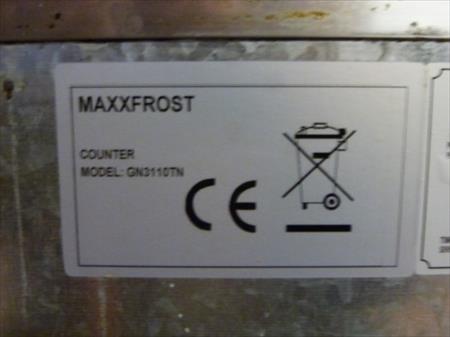 MAXXFROST
COUNTER
MODEL: GN3110TN
CE